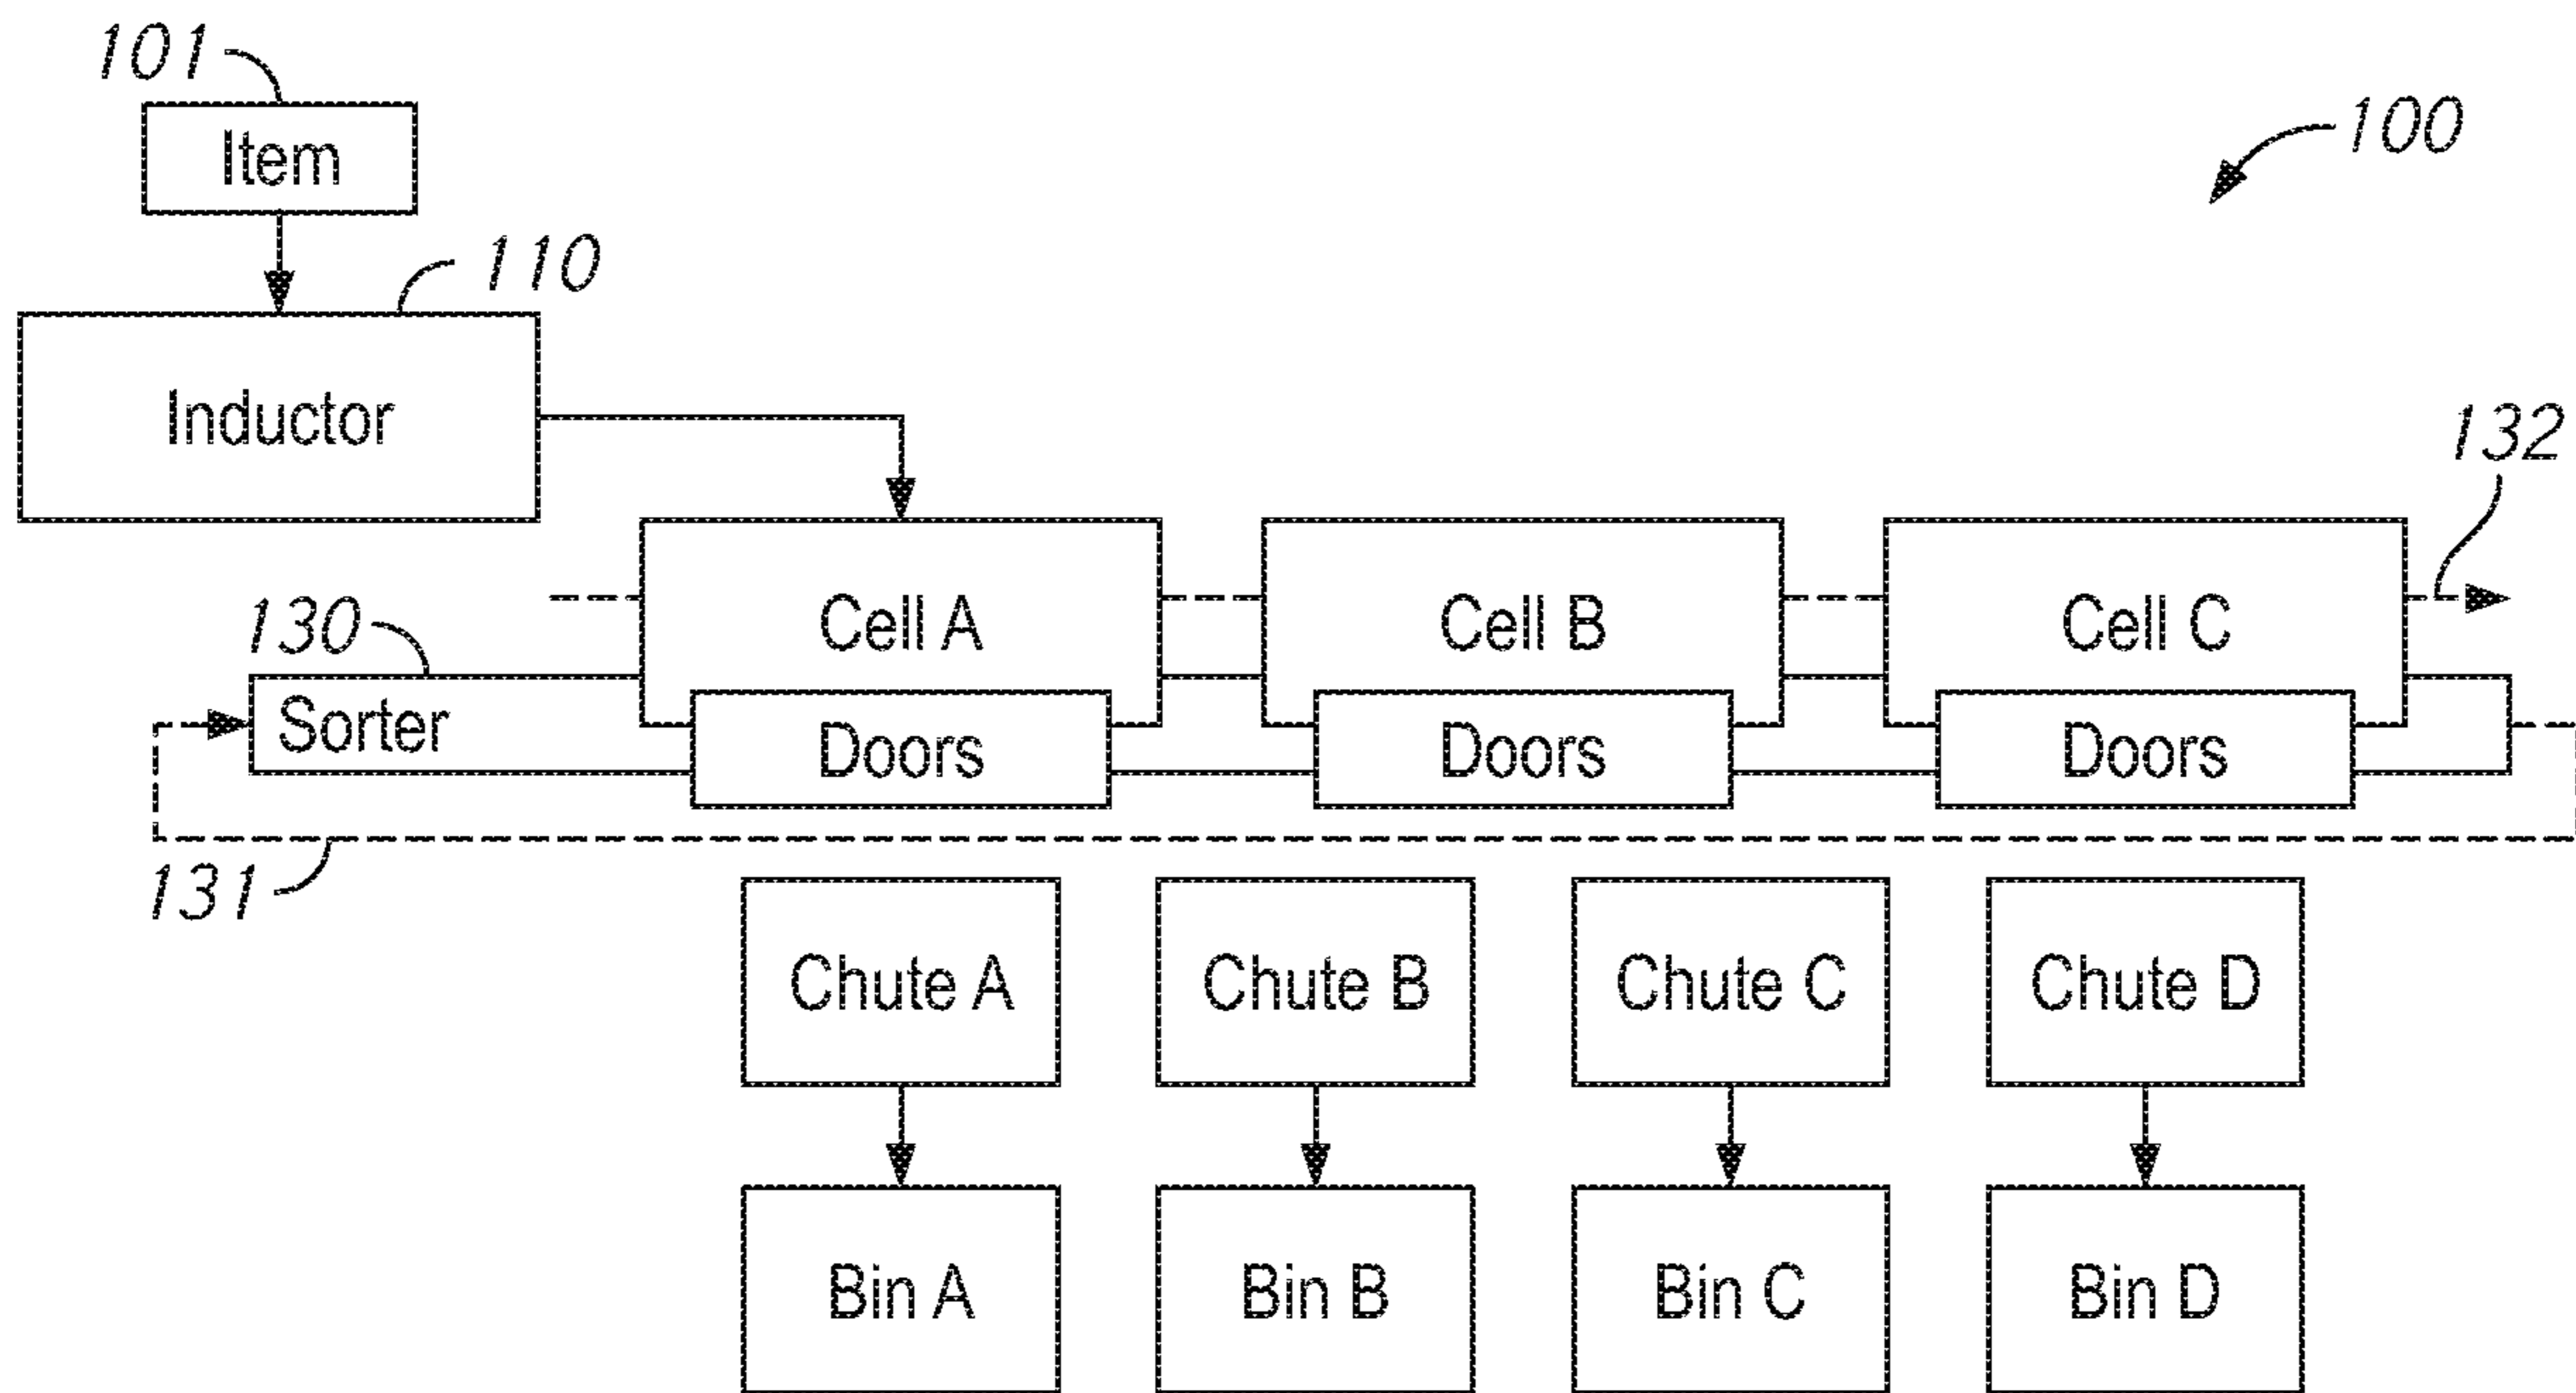 101
Item
100
110
Inductor
132
130
Cell A
Cell B
Cell C
Sorter
Doors
Doors
Doors
131
Chute A
Chute B
Chute C
Chute D
Bin A
Bin B
Bin C
Bin D